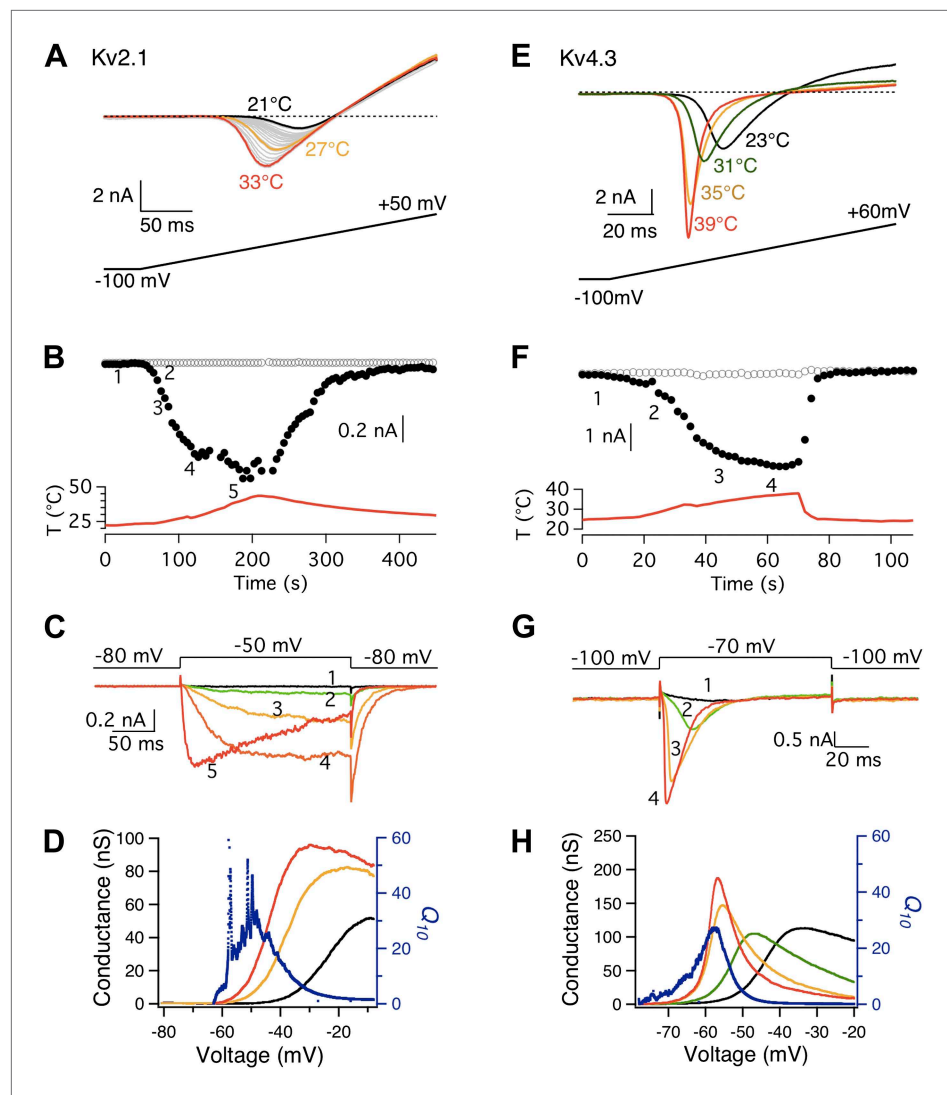 A Kv2.1
21°C
27°C
33°C
2 nA
50 ms
+50 mV
-100 mV
E Kv4.3
23°C
31°C
35°C
39°C
2 nA
20 ms
+60mV
-100mV
B
1
2
3
4
5
0.2 nA
T (°C)
50
25
0 100 200 300 400
Time (s)
F
1
2
3
4
1 nA
T (°C)
40
30
20
0 20 40 60 80 100
Time (s)
C
-80 mV -50 mV -80 mV
1
2
3
4
5
0.2 nA
50 ms
G
-100 mV -70 mV -100 mV
1
2
3
4
0.5 nA
20 ms
D
Conductance (nS)
100
80
60
40
20
0
60
40
20
0
Q10
-80 -60 -40 -20
Voltage (mV)
H
Conductance (nS)
250
200
150
100
50
0
60
40
20
0
Q10
-70 -60 -50 -40 -30 -20
Voltage (mV)